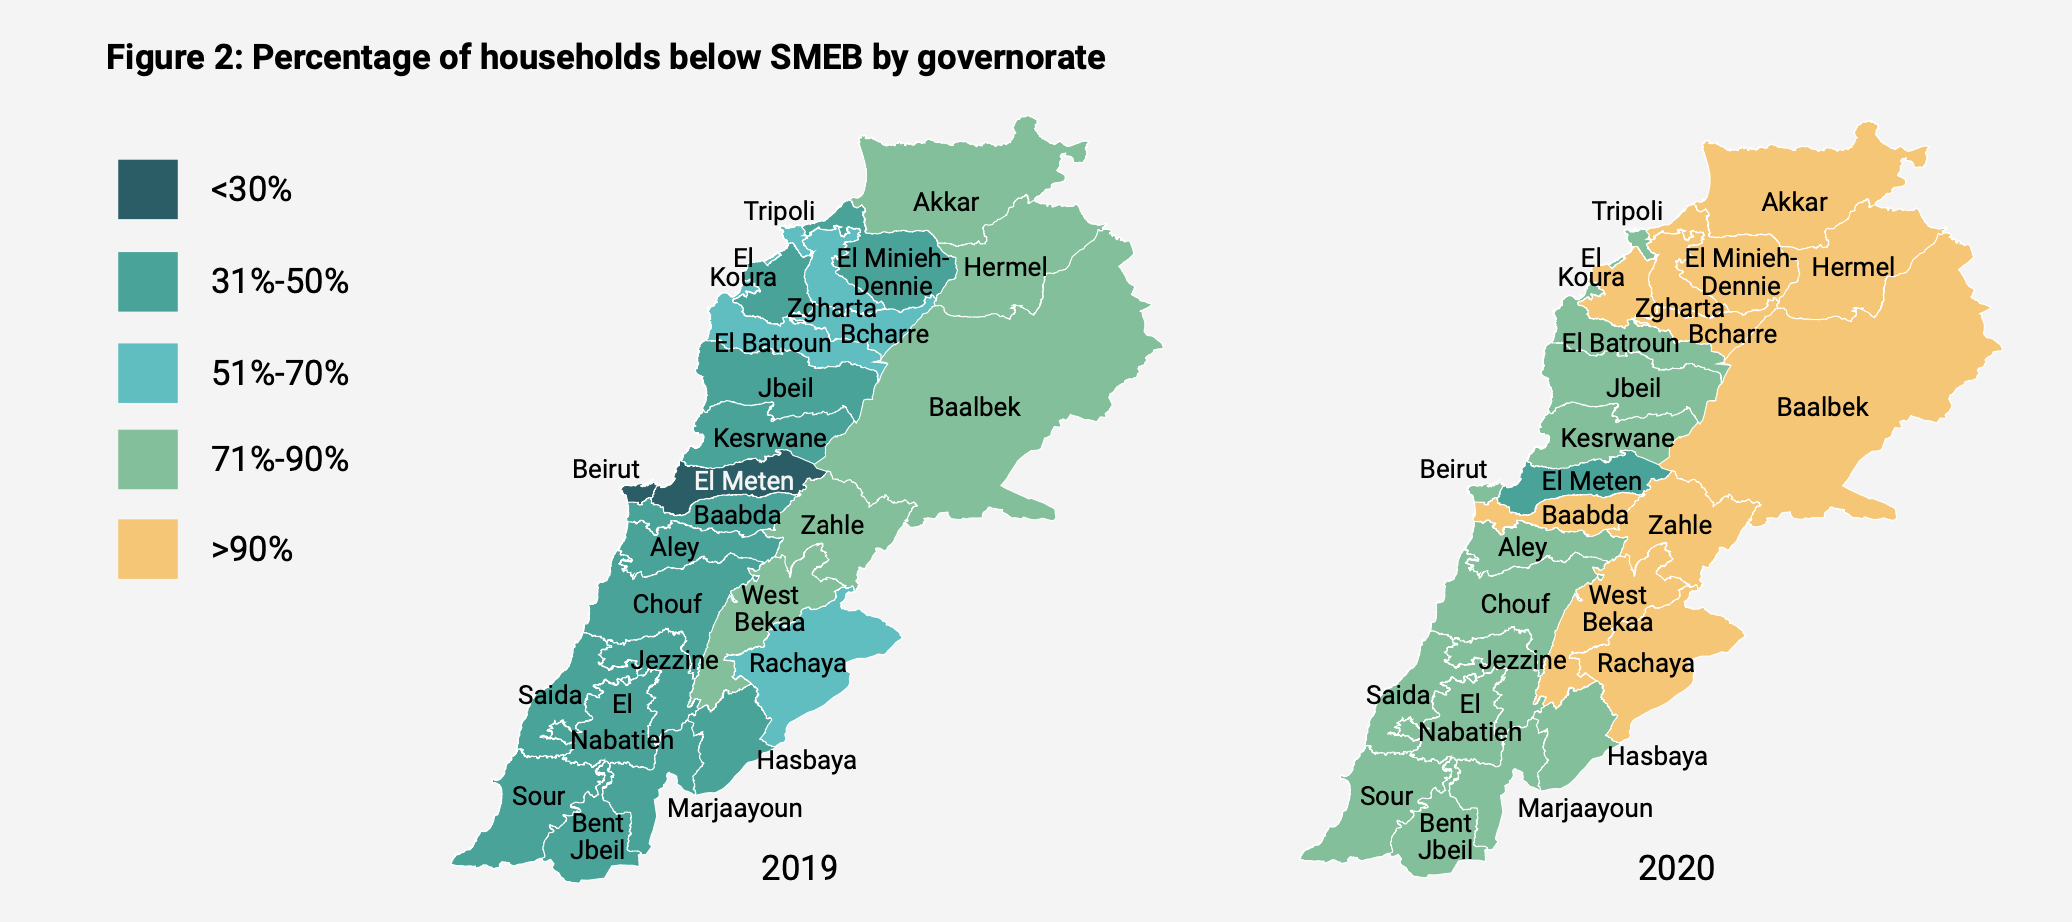 Figure 2: Percentage of households below SMEB by governorate
<30%
31%-50%
51%-70%
71%-90%
>90%
Akkar
Tripoli
El Minieh-
Dennie
El
Koura
Hermel
Zgharta
Bcharre
El Batroun
Jbeil
Baalbek
Kesrwane
Beirut
El Meten
Baabda
Zahle
Aley
West
Bekaa
Chouf
Jezzine
Rachaya
Saida
El
Nabatieh
Hasbaya
Sour
Marjaayoun
Bent
Jbeil
2019
Akkar
Tripoli
El Minieh-
Dennie
El
Koura
Hermel
Zgharta
Bcharre
El Batroun
Jbeil
Baalbek
Kesrwane
Beirut
El Meten
Baabda
Zahle
Aley
West
Bekaa
Chouf
Jezzine
Rachaya
Saida
El
Nabatieh
Hasbaya
Sour
Marjaayoun
Bent
Jbeil
2020